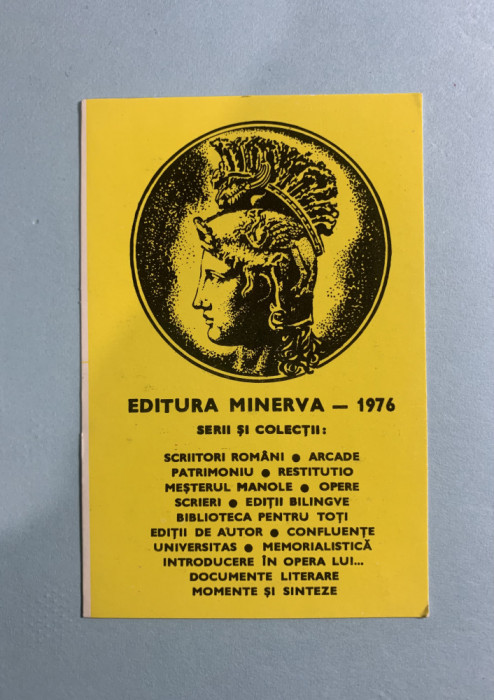 EDITURA MINERVA — 1976
SERII ȘI COLECȚII:
SCRIITORI ROMÂNI ● ARCADE
PATRIMONIU ● RESTITUTIO
MEȘTERUL MANOLE ● OPERE
SCRIERI ● EDIȚII BILINGVE
BIBLIOTECA PENTRU TOȚI
EDIȚII DE AUTOR ● CONFLUENȚE
UNIVERSITAS ● MEMORIALISTICĂ
INTRODUCERE ÎN OPERA LUI...
DOCUMENTE LITERARE
MOMENTE ȘI SINTEZE